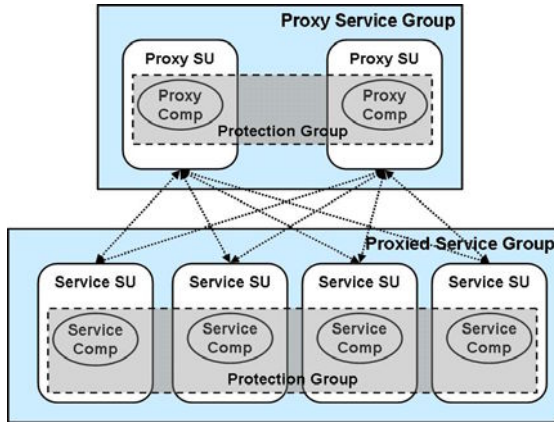 Proxy Service Group
Proxy SU
Proxy SU
Proxy
Comp
Proxy
Comp
Protection Group
Proxied Service Group
Service SU
Service SU
Service SU
Service SU
Service
Comp
Service
Comp
Service
Comp
Service
Comp
Protection Group